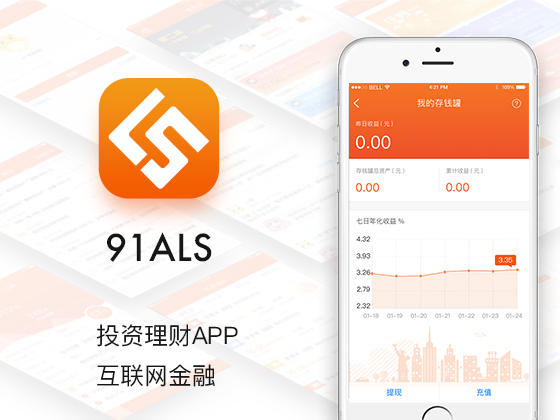 91ALS
投资理财APP
互联网金融
BELL
4:21 PM
100%
我的存钱罐
?
昨日收益(元)
0.00
存钱罐总资产(元)
累计收益(元)
0.00
0.00
七日年化收益 %
4.32
3.93
3.26
2.79
2.32
3.35
01-18
01-19
01-20
01-21
01-22
01-23
01-24
提现
充值